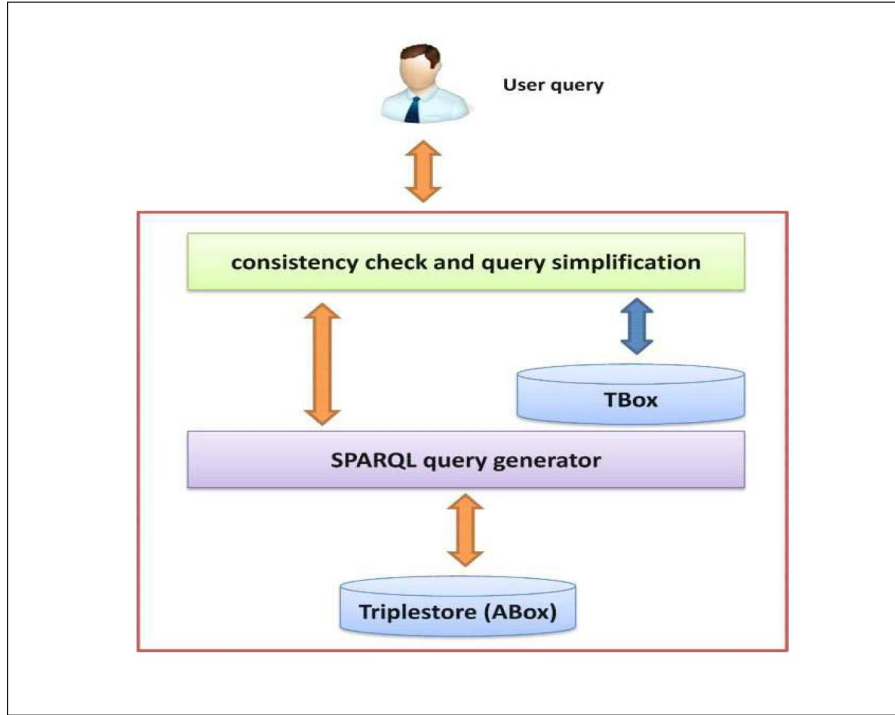 User query
consistency check and query simplification
TBox
SPARQL query generator
Triplestore (ABox)